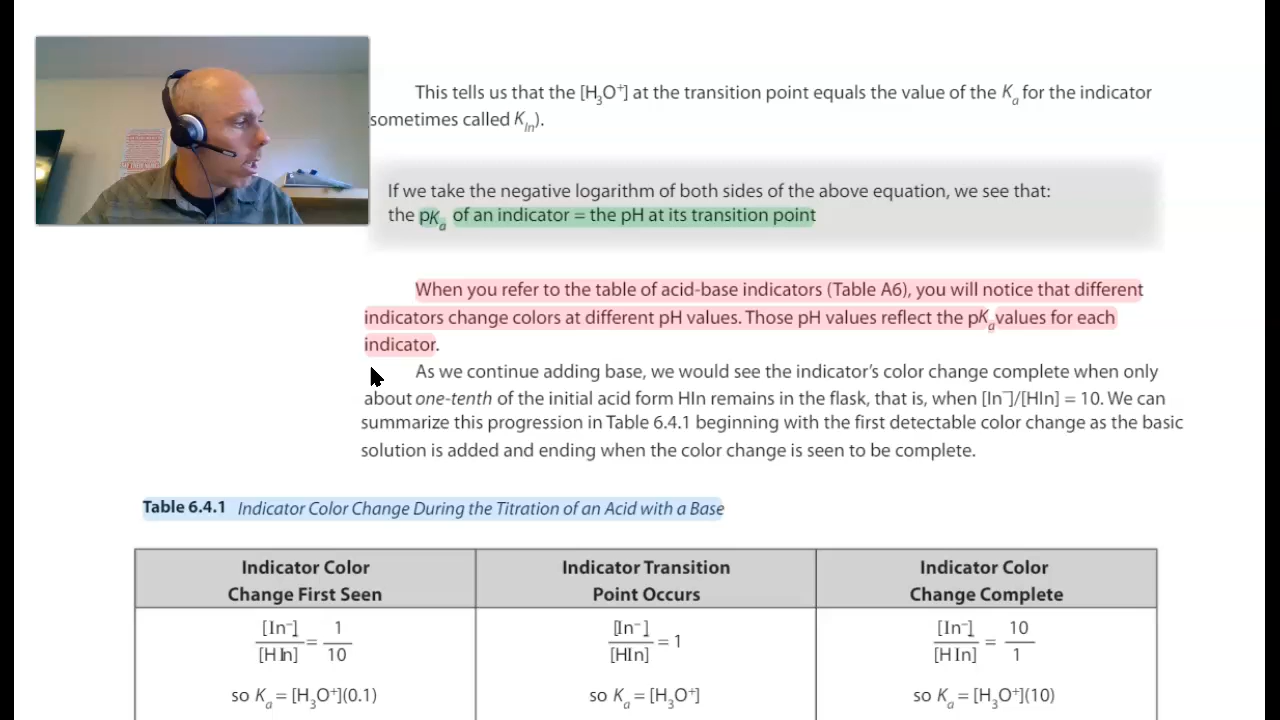 This tells us that the [H₃O⁺] at the transition point equals the value of the Kₐ for the indicator
(sometimes called K_In).
If we take the negative logarithm of both sides of the above equation, we see that:
the pKₐ of an indicator = the pH at its transition point
When you refer to the table of acid-base indicators (Table A6), you will notice that different
indicators change colors at different pH values. Those pH values reflect the pKₐ values for each
indicator.
As we continue adding base, we would see the indicator’s color change complete when only
about one-tenth of the initial acid form HIn remains in the flask, that is, when [In⁻]/[HIn] = 10. We can
summarize this progression in Table 6.4.1 beginning with the first detectable color change as the basic
solution is added and ending when the color change is seen to be complete.
Table 6.4.1 Indicator Color Change During the Titration of an Acid with a Base
Indicator Color
Change First Seen
[In⁻]/[HIn] = 1/10
so Kₐ = [H₃O⁺](0.1)
Indicator Transition
Point Occurs
[In⁻]/[HIn] = 1
so Kₐ = [H₃O⁺]
Indicator Color
Change Complete
[In⁻]/[HIn] = 10/1
so Kₐ = [H₃O⁺](10)